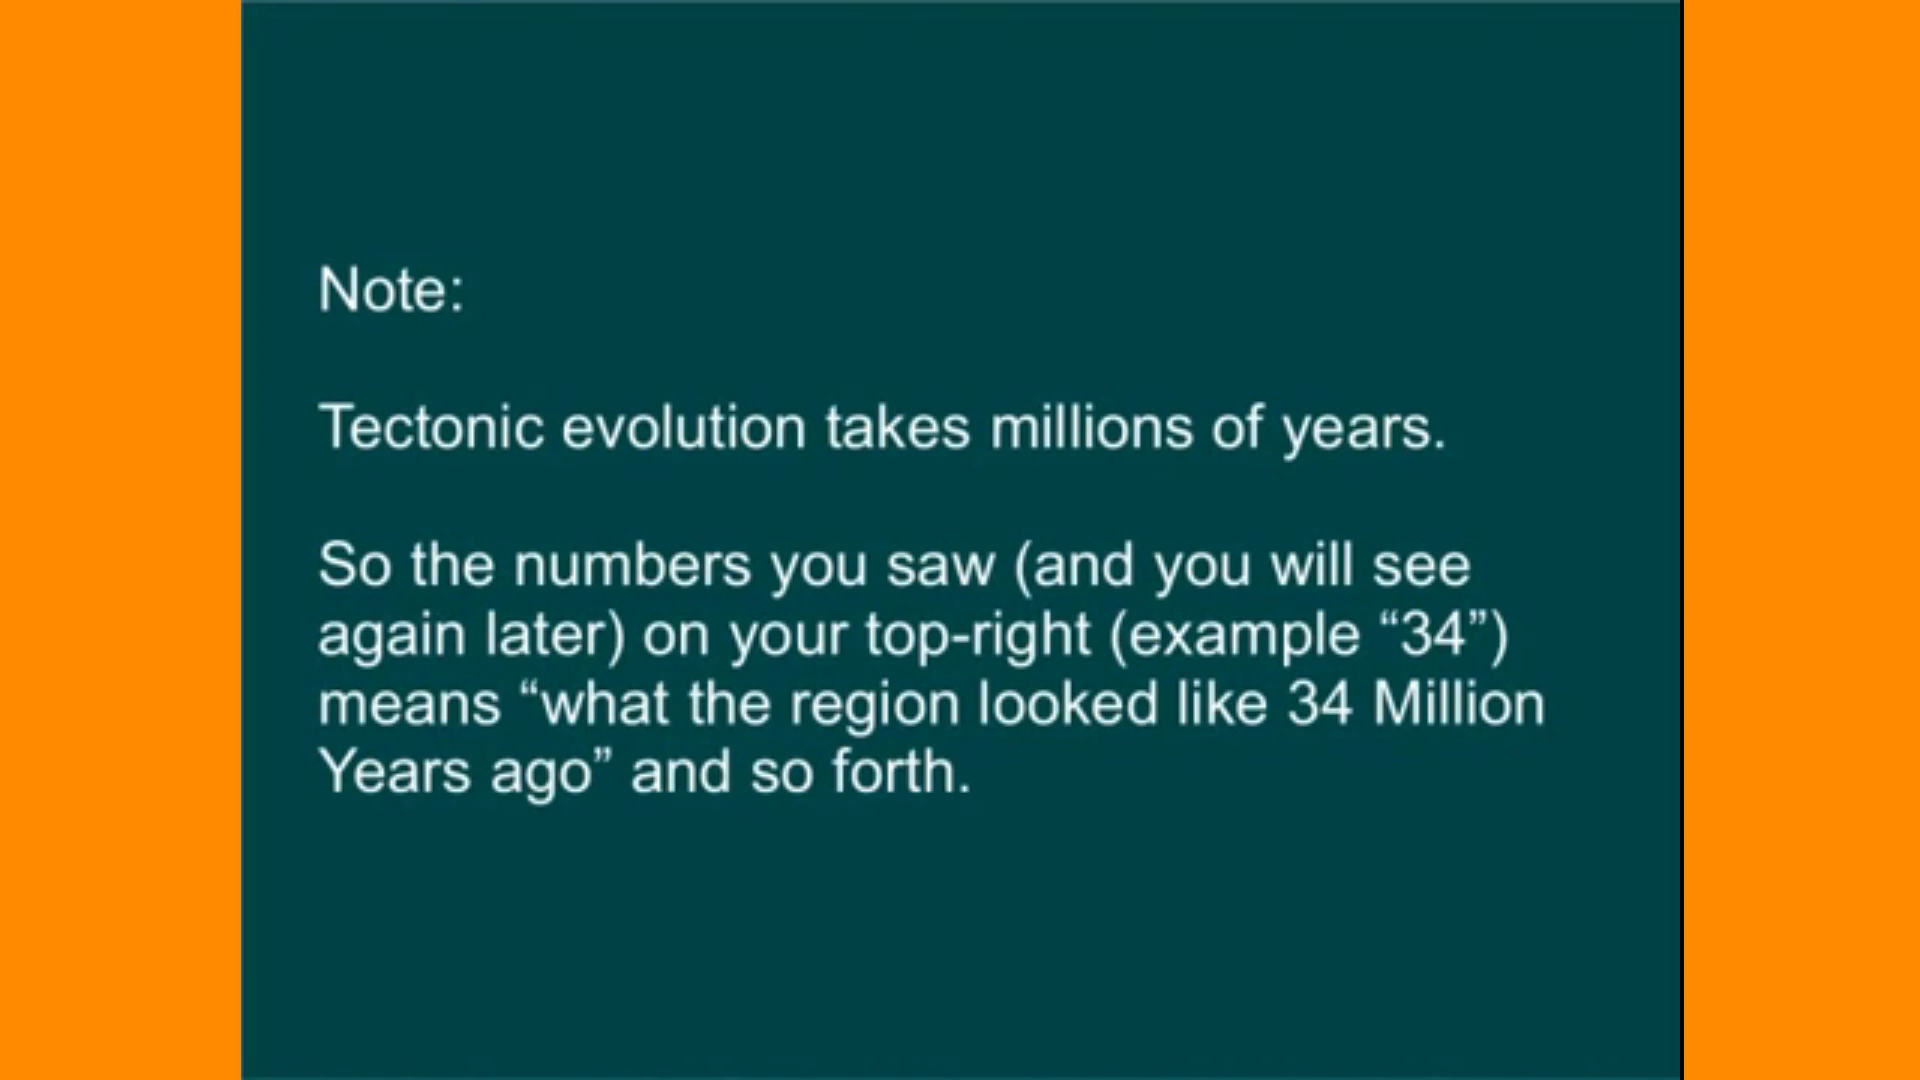 Note:
Tectonic evolution takes millions of years.
So the numbers you saw (and you will see
again later) on your top-right (example “34”)
means “what the region looked like 34 Million
Years ago” and so forth.